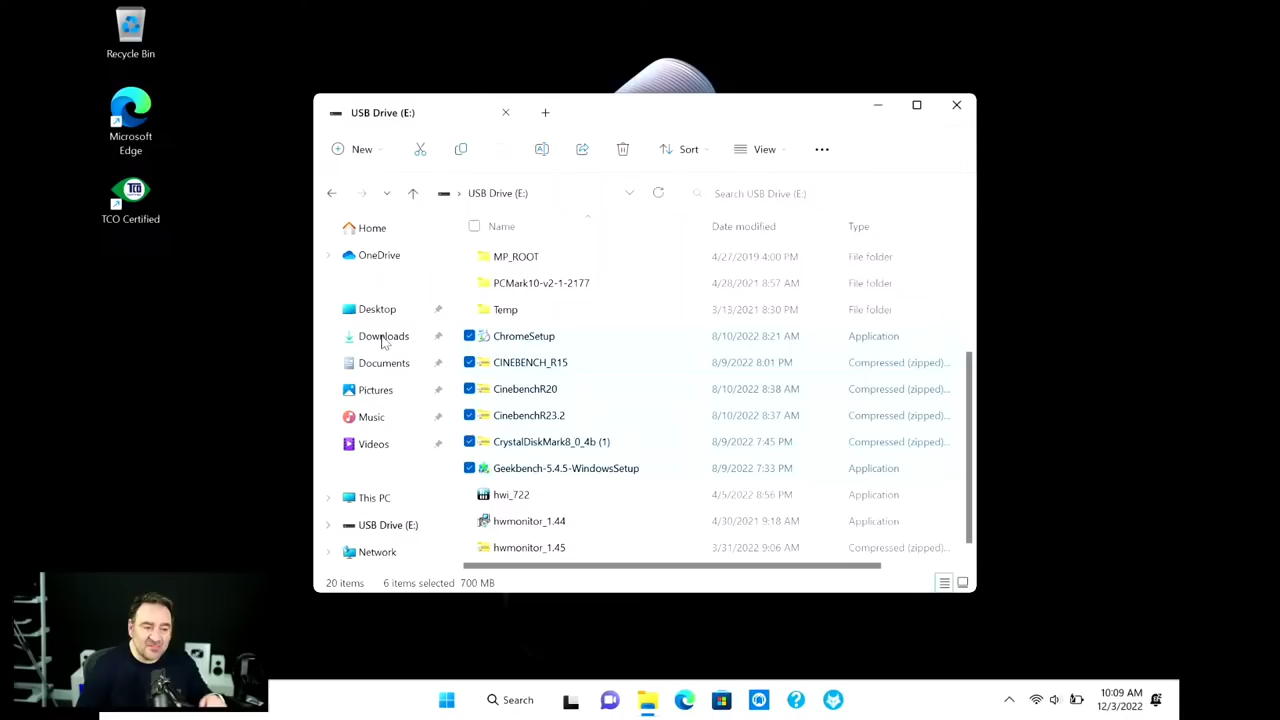 Recycle Bin
Microsoft
Edge
TCO Certified
USB Drive (E:)
New
Sort
View
USB Drive (E:)
Search USB Drive (E:)
Home
OneDrive
Desktop
Downloads
Documents
Pictures
Music
Videos
This PC
USB Drive (E:)
Network
Name Date modified Type
MP_ROOT 4/27/2019 4:00 PM File folder
PCMark10-v2-1-2177 4/28/2021 8:57 AM File folder
Temp 3/13/2021 8:30 PM File folder
ChromeSetup 8/10/2022 8:21 AM Application
CINEBENCH_R15 8/9/2022 8:01 PM Compressed (zipped)...
CinebenchR20 8/10/2022 8:38 AM Compressed (zipped)...
CinebenchR23.2 8/10/2022 8:37 AM Compressed (zipped)...
CrystalDiskMark8_0_4b (1) 8/9/2022 7:45 PM Compressed (zipped)...
Geekbench-5.4.5-WindowsSetup 8/9/2022 7:33 PM Application
hwi_722 4/5/2022 8:56 PM Application
hwmonitor_1.44 4/30/2021 9:18 AM Application
hwmonitor_1.45 3/31/2022 9:06 AM Compressed (zipped)...
20 items 6 items selected 700 MB
Search
10:09 AM
12/3/2022